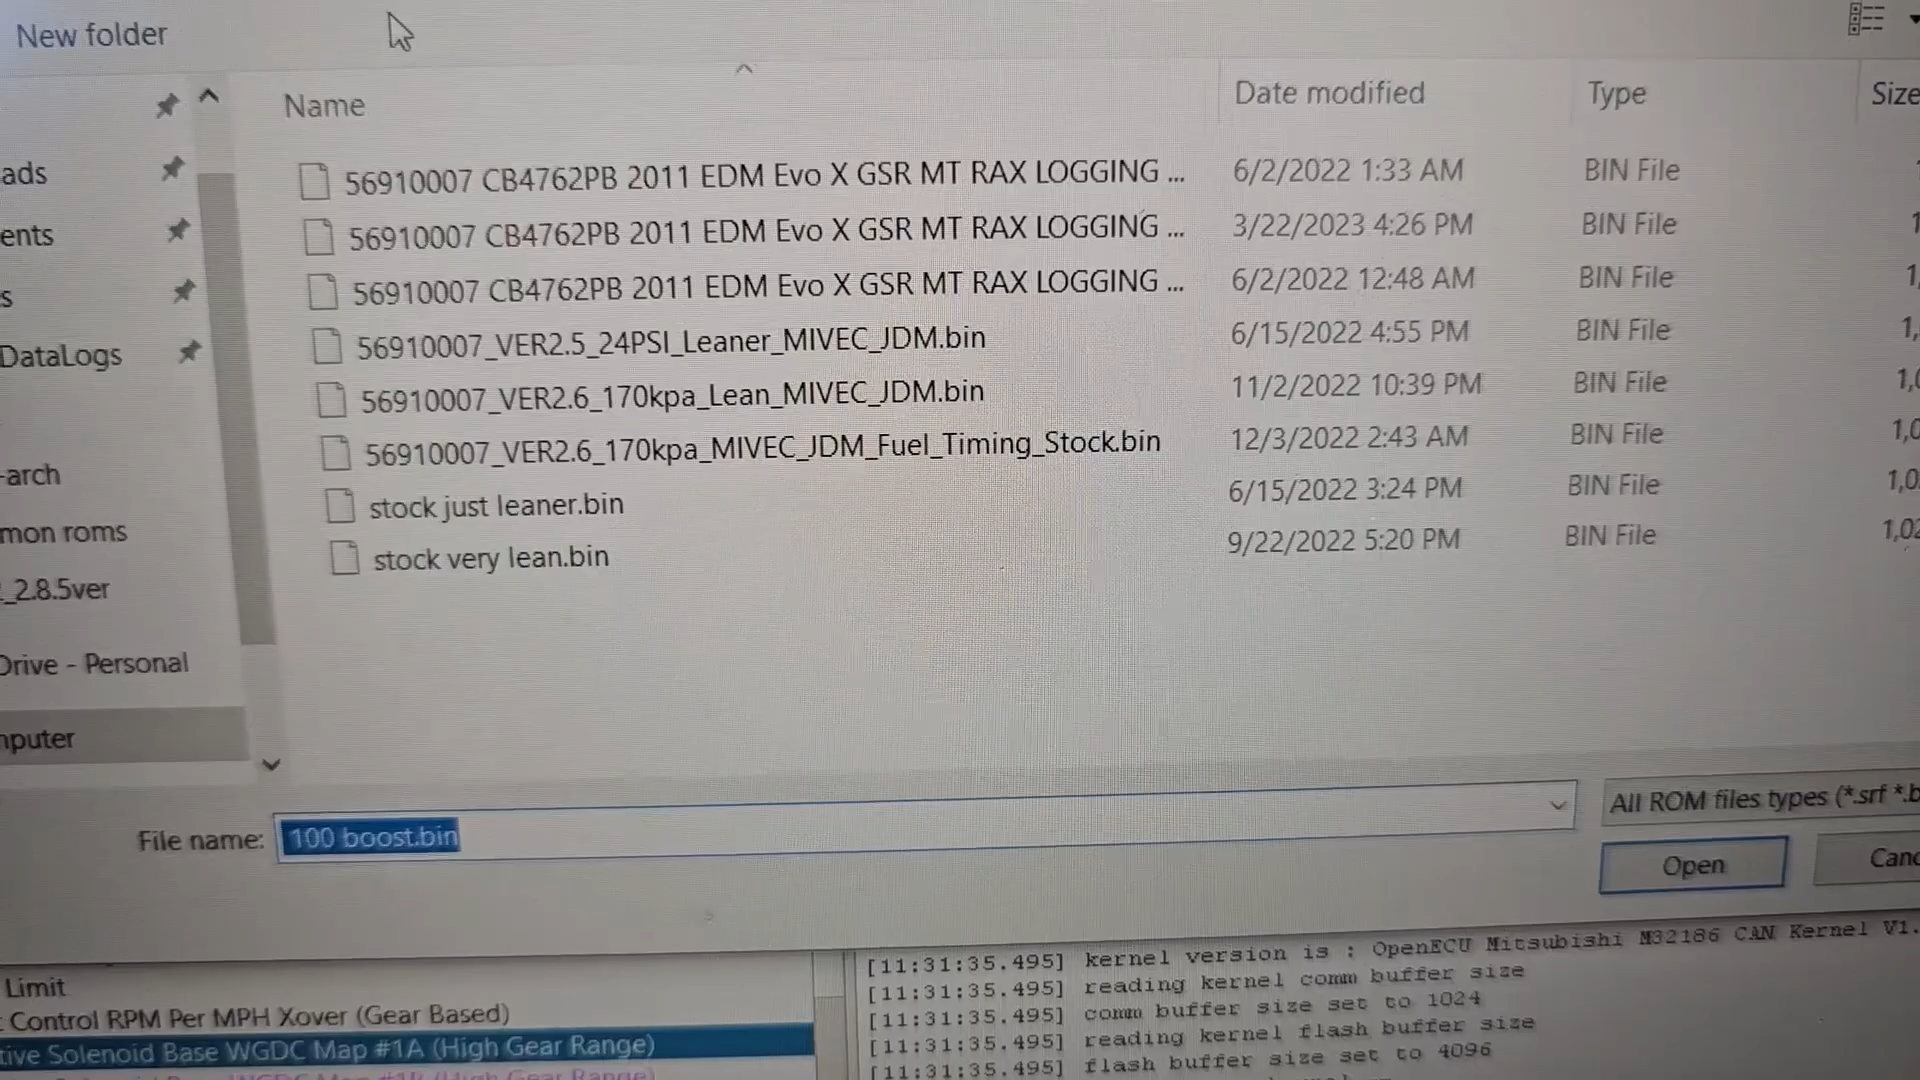 New folder
Name Date modified Type Size
56910007 CB4762PB 2011 EDM Evo X GSR MT RAX LOGGING ... 6/2/2022 1:33 AM BIN File
56910007 CB4762PB 2011 EDM Evo X GSR MT RAX LOGGING ... 3/22/2023 4:26 PM BIN File
56910007 CB4762PB 2011 EDM Evo X GSR MT RAX LOGGING ... 6/2/2022 12:48 AM BIN File
56910007_VER2.5_24PSI_Leaner_MIVEC_JDM.bin 6/15/2022 4:55 PM BIN File
56910007_VER2.6_170kpa_Lean_MIVEC_JDM.bin 11/2/2022 10:39 PM BIN File
56910007_VER2.6_170kpa_MIVEC_JDM_Fuel_Timing_Stock.bin 12/3/2022 2:43 AM BIN File
stock just leaner.bin 6/15/2022 3:24 PM BIN File
stock very lean.bin 9/22/2022 5:20 PM BIN File
ads
ents
s
DataLogs
-arch
mon roms
_2.8.5ver
Drive - Personal
mputer
File name: 100 boost.bin All ROM files types (*.srf *.b
Open Canc
Limit
Control RPM Per MPH Xover (Gear Based)
tive Solenoid Base WGDC Map #1A (High Gear Range)
[11:31:35.495] kernel version is : OpenECU Mitsubishi M32186 CAN Kernel V1.
[11:31:35.495] reading kernel comm buffer size
[11:31:35.495] comm buffer size set to 1024
[11:31:35.495] reading kernel flash buffer size
[11:31:35.495] flash buffer size set to 4096